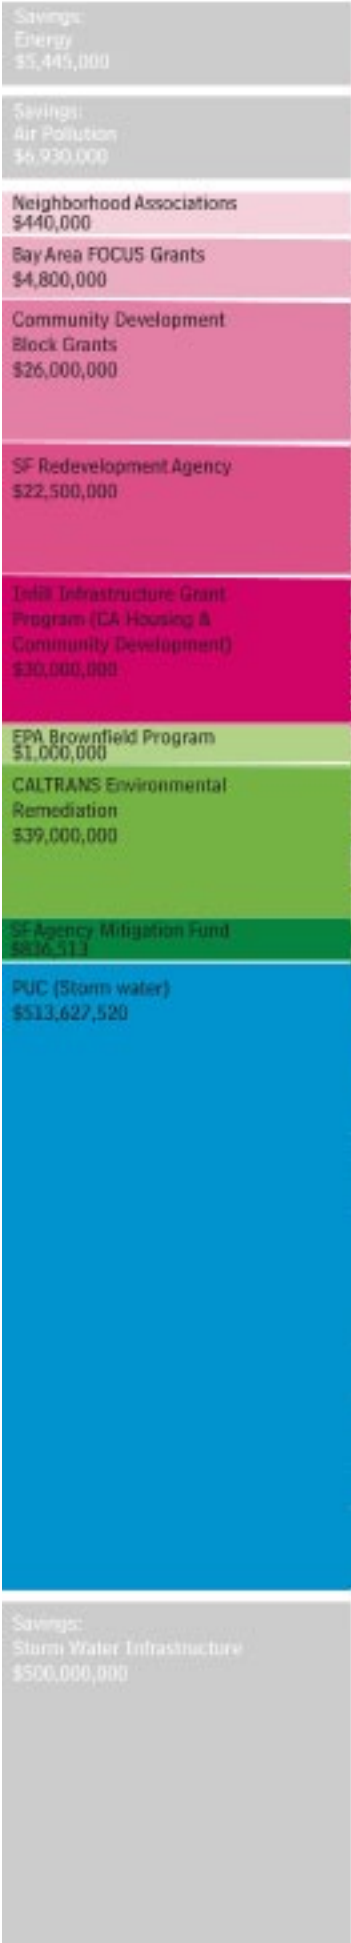 Savings:
Energy
$5,445,000
Savings:
Air Pollution
$6,930,000
Neighborhood Associations
$440,000
Bay Area FOCUS Grants
$4,800,000
Community Development
Block Grants
$26,000,000
SF Redevelopment Agency
$22,500,000
Infill Infrastructure Grant
Program (CA Housing &
Community Development)
$30,000,000
EPA Brownfield Program
$1,000,000
CALTRANS Environmental
Remediation
$39,000,000
SF Agency Mitigation Fund
$836,513
PUC (Storm water)
$513,627,520
Savings:
Storm Water Infrastructure
$500,000,000